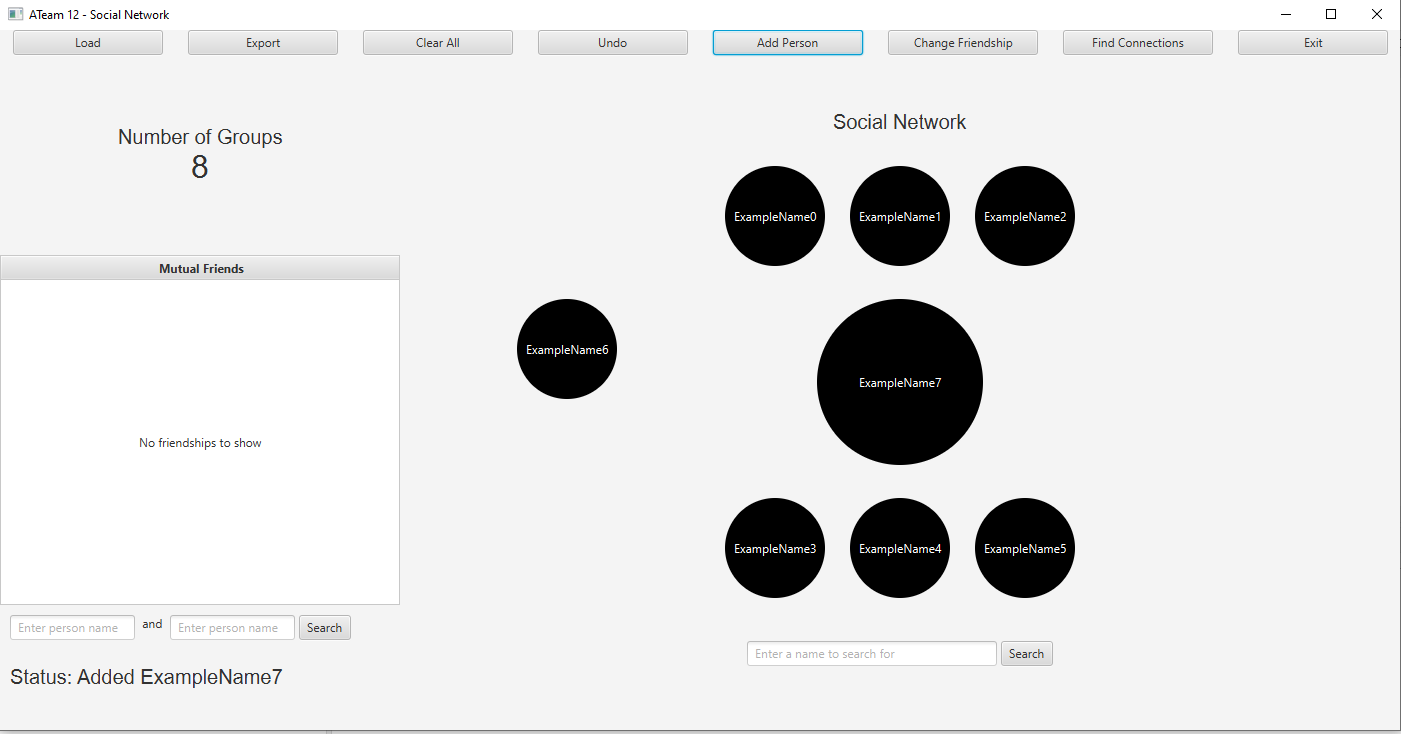 ATeam 12 - Social Network
Load
Export
Clear All
Undo
Add Person
Change Friendship
Find Connections
Exit
Number of Groups
8
Social Network
ExampleName0
ExampleName1
ExampleName2
Mutual Friends
ExampleName6
ExampleName7
No friendships to show
ExampleName3
ExampleName4
ExampleName5
Enter person name
and
Enter person name
Search
Enter a name to search for
Search
Status: Added ExampleName7